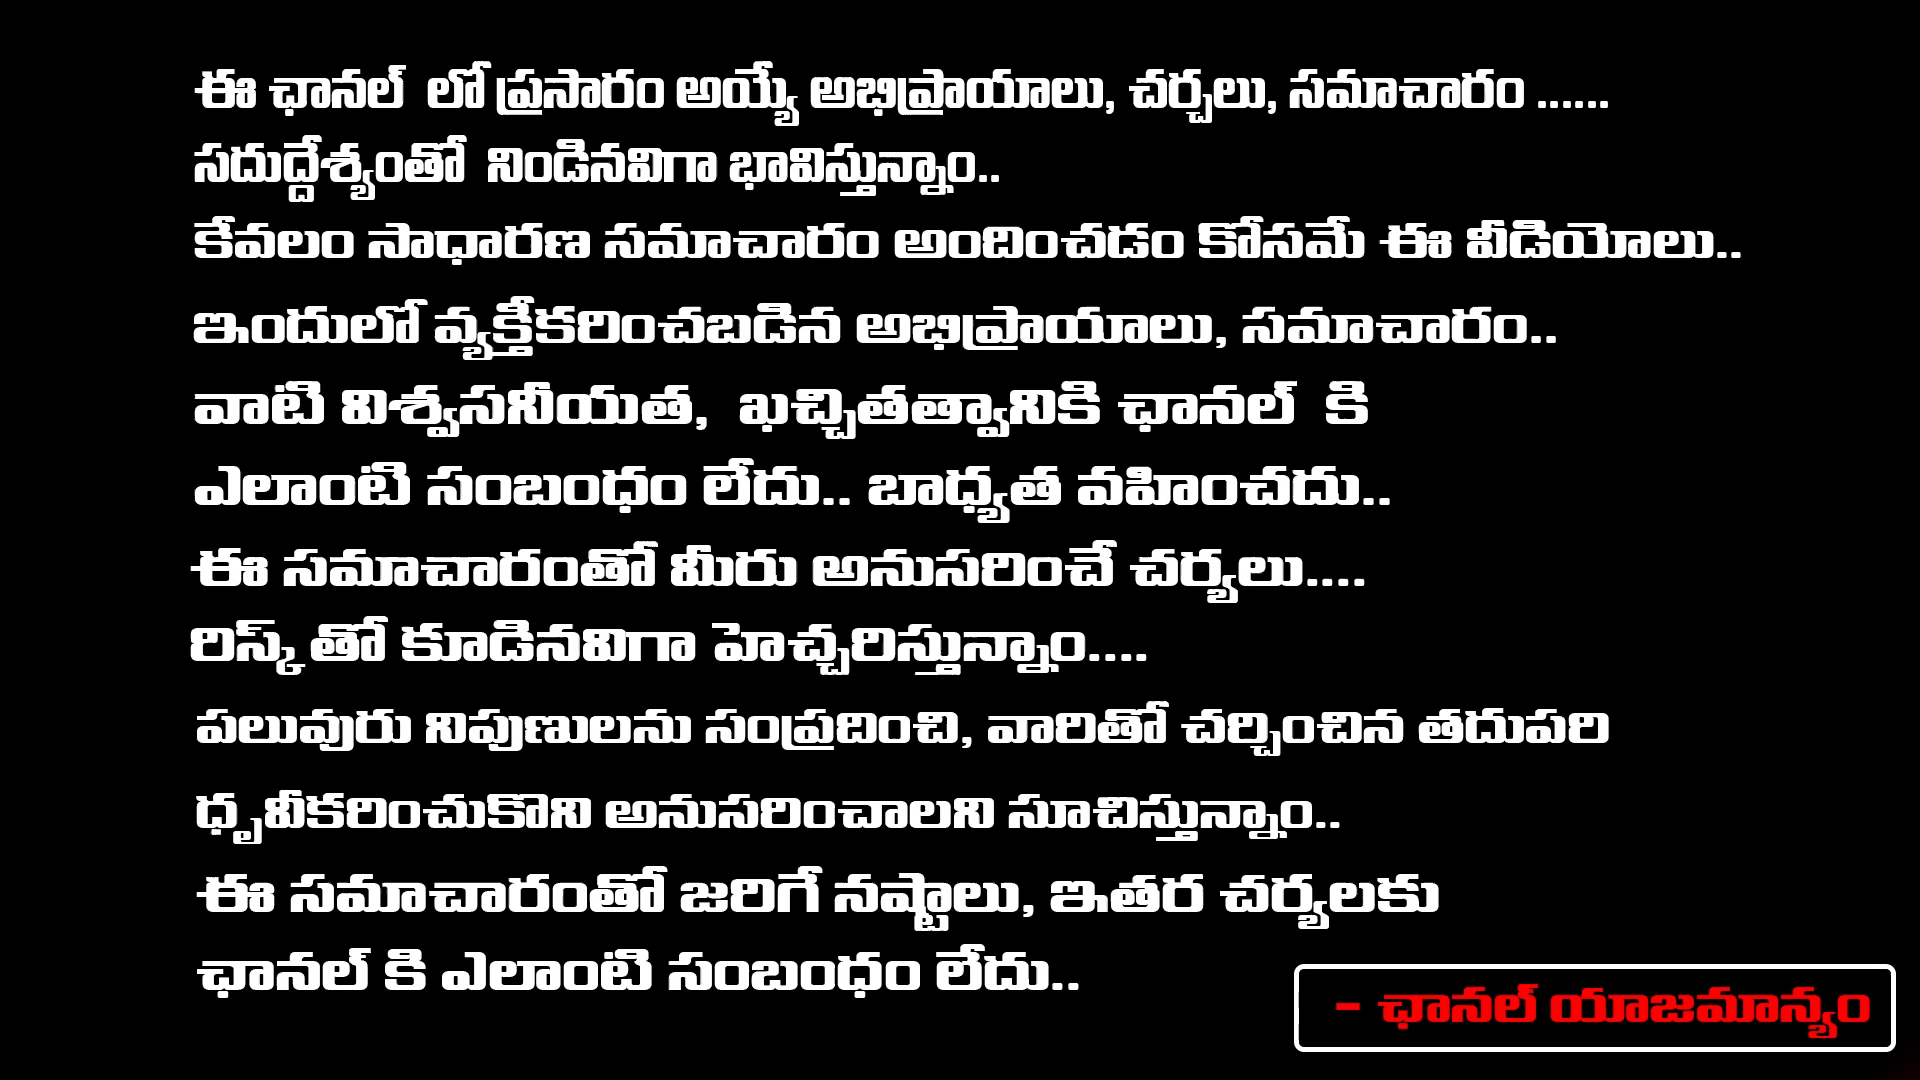 ఈ ఛానల్ లో ప్రసారం అయ్యే అభిప్రాయాలు, చర్చలు, సమాచారం ......
సదుద్దేశ్యంతో నిండినవిగా భావిస్తున్నాం..
కేవలం సాధారణ సమాచారం అందించడం కోసమే ఈ వీడియోలు..
ఇందులో వ్యక్తీకరించబడిన అభిప్రాయాలు, సమాచారం..
వాటి విశ్వసనీయత, ఖచ్చితత్వానికి ఛానల్ కి
ఎలాంటి సంబంధం లేదు.. బాధ్యత వహించదు..
ఈ సమాచారంతో మీరు అనుసరించే చర్యలు....
రిస్క్ తో కూడినవిగా హెచ్చరిస్తున్నాం....
పలువురు నిపుణులను సంప్రదించి, వారితో చర్చించిన తదుపరి
ధృవీకరించుకొని అనుసరించాలని సూచిస్తున్నాం..
ఈ సమాచారంతో జరిగే నష్టాలు, ఇతర చర్యలకు
ఛానల్ కి ఎలాంటి సంబంధం లేదు..
- ఛానల్ యాజమాన్యం